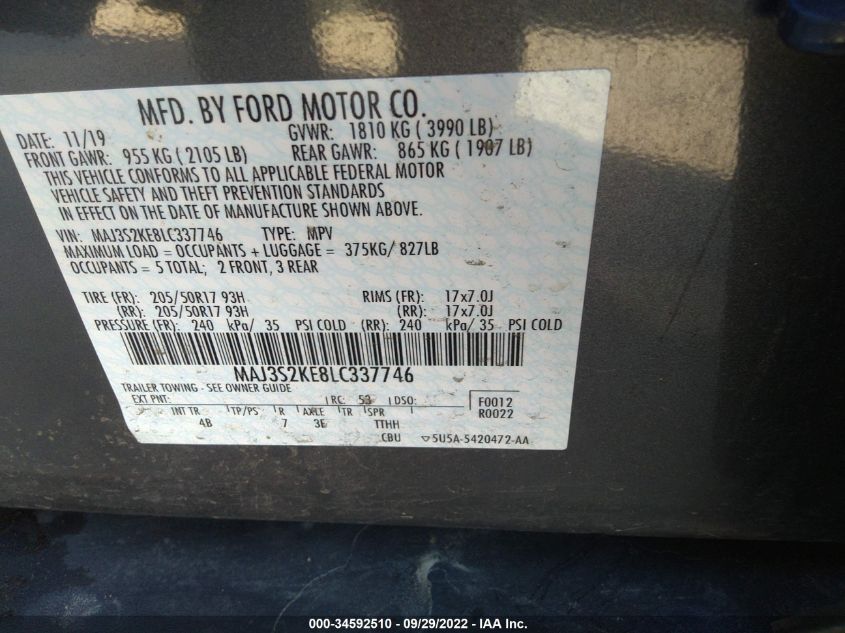 MFD. BY FORD MOTOR CO.
DATE: 11/19 GVWR: 1810 KG ( 3990 LB)
FRONT GAWR: 955 KG ( 2105 LB) REAR GAWR: 865 KG ( 1907 LB)
THIS VEHICLE CONFORMS TO ALL APPLICABLE FEDERAL MOTOR
VEHICLE SAFETY AND THEFT PREVENTION STANDARDS
IN EFFECT ON THE DATE OF MANUFACTURE SHOWN ABOVE.
VIN: MAJ3S2KE8LC337746 TYPE: MPV
MAXIMUM LOAD = OCCUPANTS + LUGGAGE = 375KG/ 827LB
OCCUPANTS = 5 TOTAL; 2 FRONT, 3 REAR
TIRE (FR): 205/50R17 93H RIMS (FR): 17x7.0J
(RR): 205/50R17 93H (RR): 17x7.0J
PRESSURE (FR): 240 kPa/ 35 PSI COLD (RR): 240 kPa/ 35 PSI COLD
MAJ3S2KE8LC337746
TRAILER TOWING - SEE OWNER GUIDE
EXT PNT: RC: 53 DSO: F0012
R0022
INT TR TP/PS R AXLE TR SPR
4B 7 3E TTHH
CBU 5U5A-5420472-AA
000-34592510 - 09/29/2022 - IAA Inc.